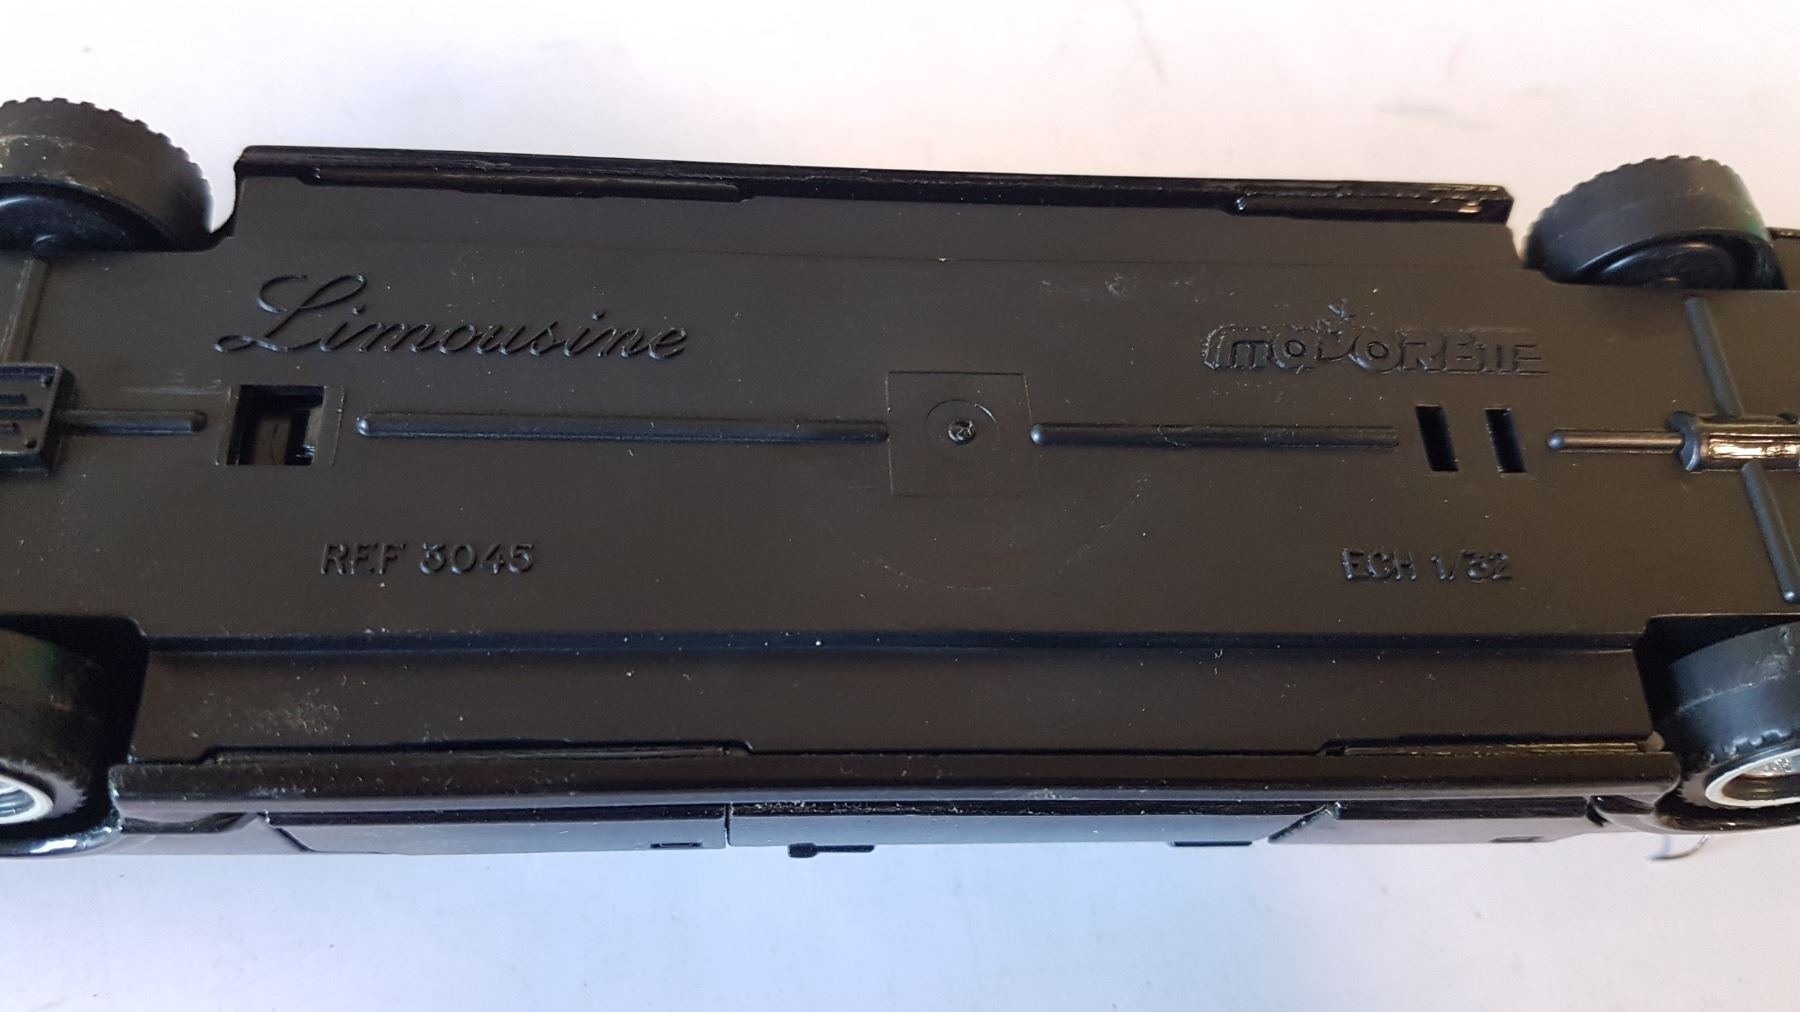 Limousine
majorette
REF 3045
ECH 1/32